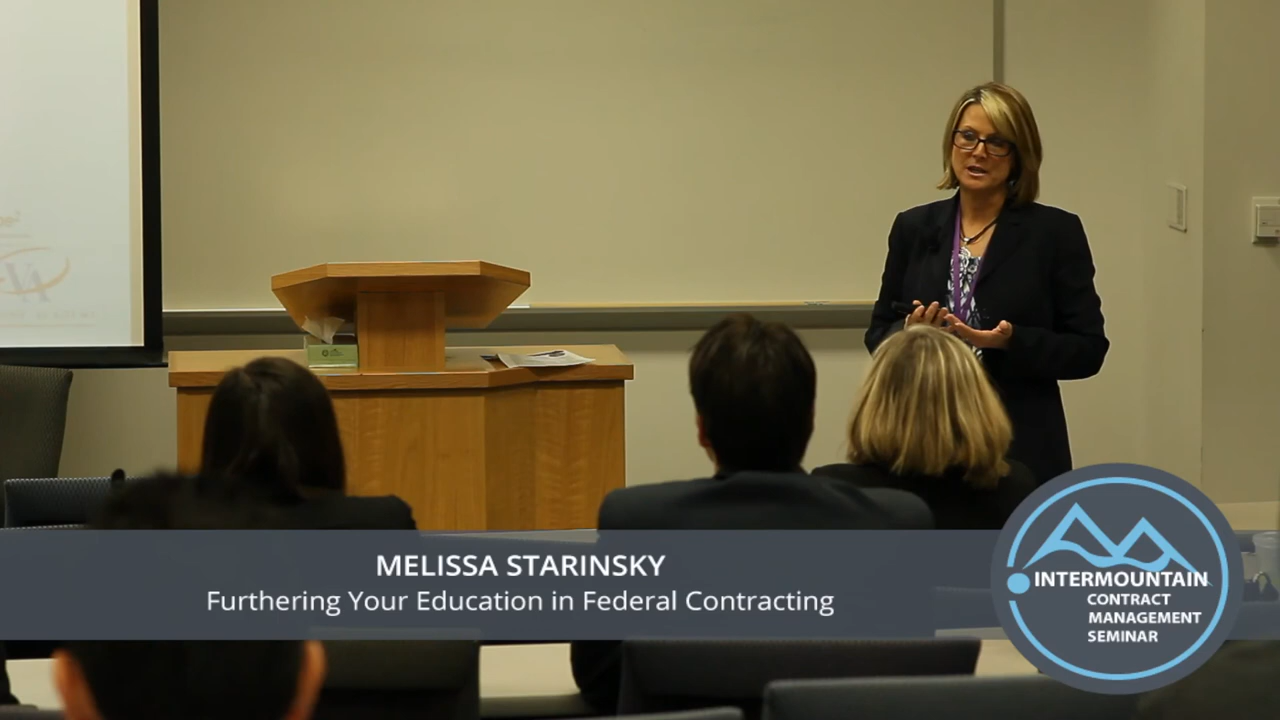 MELISSA STARINSKY
Furthering Your Education in Federal Contracting
INTERMOUNTAIN
CONTRACT
MANAGEMENT
SEMINAR